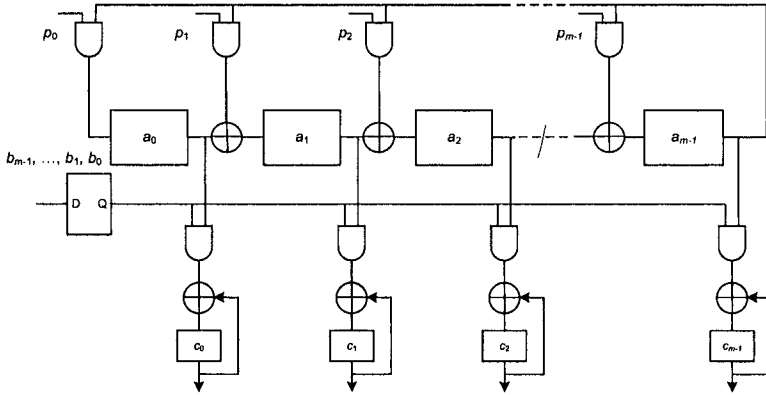 p0 p1 p2 pm-1
a0 a1 a2 am-1
bm-1, ..., b1, b0
D Q
c0 c1 c2 cm-1